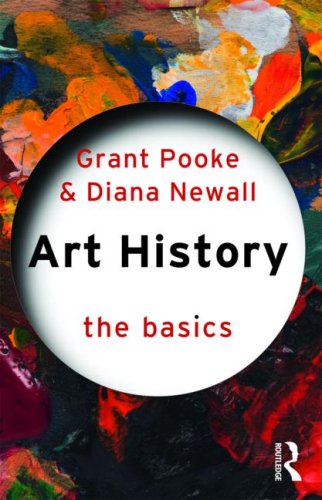 Grant Pooke
& Diana Newall
Art History
the basics
ROUTLEDGE